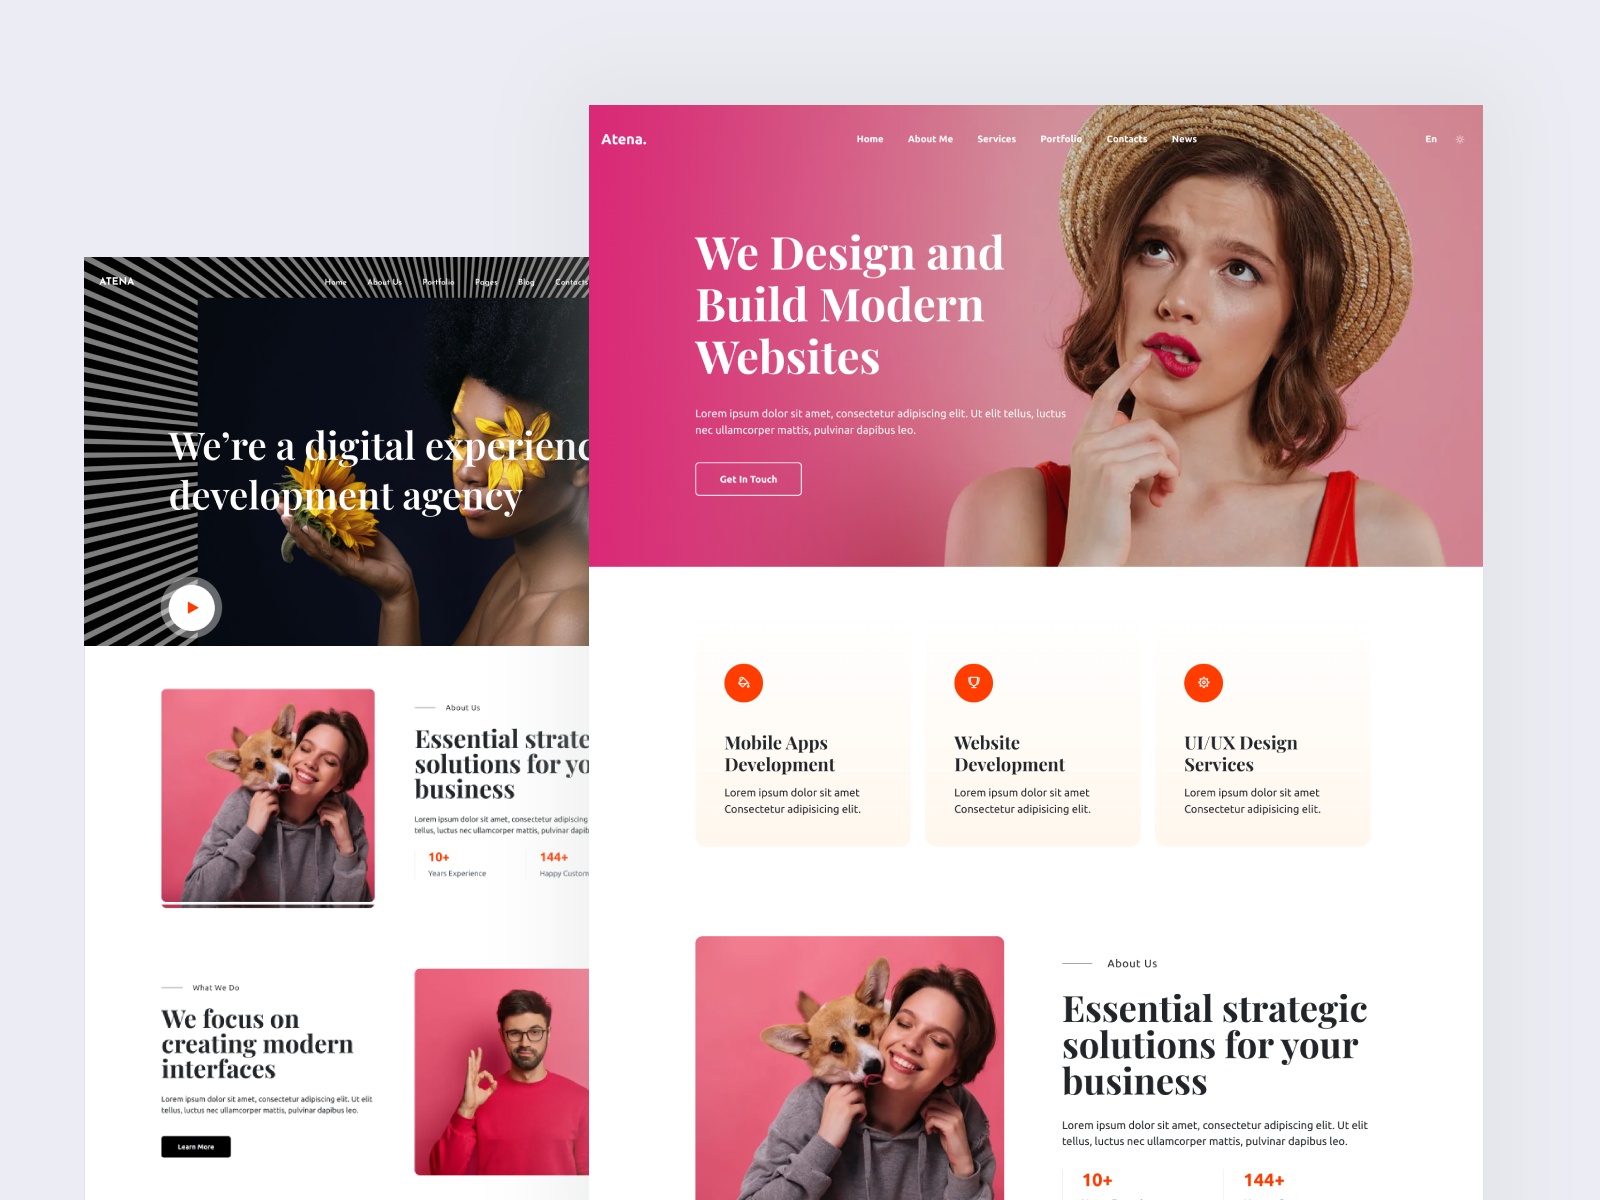 ATENA
Home About Us Portfolio Pages Blog Contacts
We're a digital experienc
development agency
About Us
Essential strate
solutions for yo
business
Lorem ipsum dolor sit amet, consectetur adipiscing
tellus, luctus nec ullamcorper mattis, pulvinar dapib
10+ 144+
Years Experience Happy Custom
What We Do
We focus on
creating modern
interfaces
Lorem ipsum dolor sit amet, consectetur adipiscing elit. Ut elit
tellus, luctus nec ullamcorper mattis, pulvinar dapibus leo.
Learn More
Atena.
Home About Me Services Portfolio Contacts News
En
We Design and
Build Modern
Websites
Lorem ipsum dolor sit amet, consectetur adipiscing elit. Ut elit tellus, luctus
nec ullamcorper mattis, pulvinar dapibus leo.
Get In Touch
Mobile Apps
Development
Lorem ipsum dolor sit amet
Consectetur adipisicing elit.
Website
Development
Lorem ipsum dolor sit amet
Consectetur adipisicing elit.
UI/UX Design
Services
Lorem ipsum dolor sit amet
Consectetur adipisicing elit.
About Us
Essential strategic
solutions for your
business
Lorem ipsum dolor sit amet, consectetur adipiscing elit. Ut elit
tellus, luctus nec ullamcorper mattis, pulvinar dapibus leo.
10+ 144+